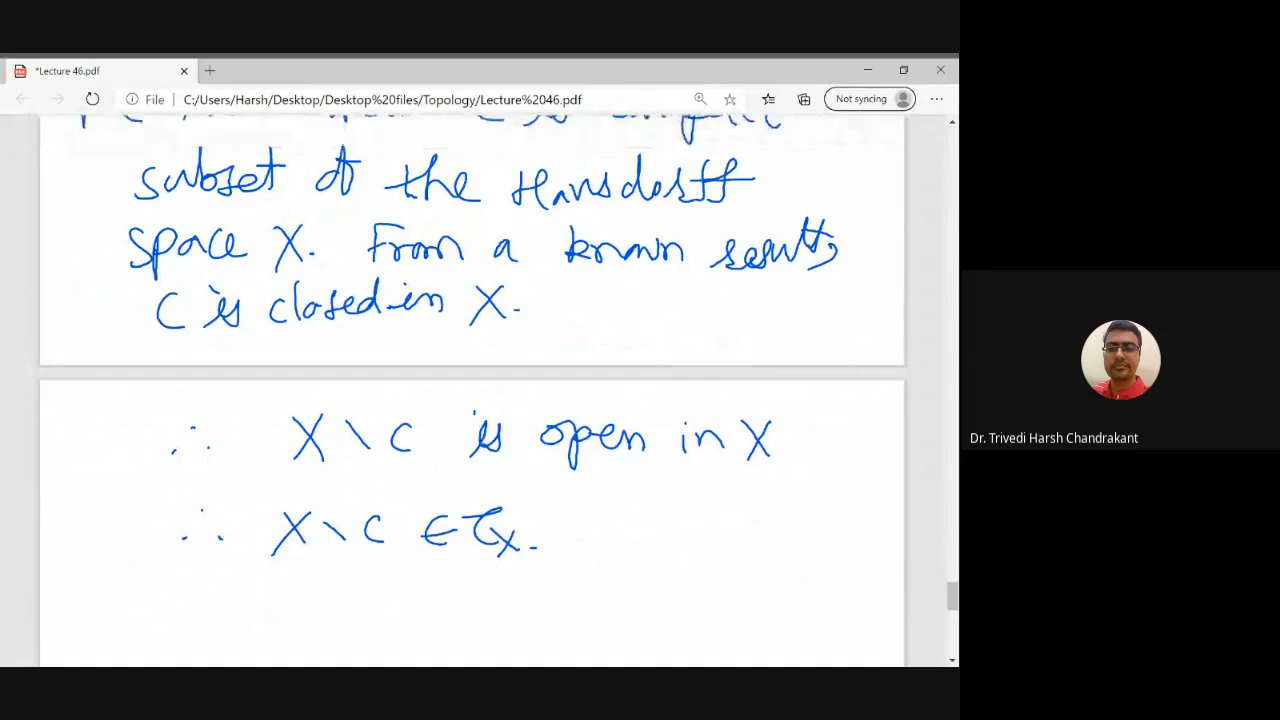 *Lecture 46.pdf
File
C:/Users/Harsh/Desktop/Desktop%20files/Topology/Lecture%2046.pdf
Not syncing
subset of the Hausdorff
space X. From a known result,
C is closed in X.
∴ X \ C is open in X
∴ X \ C ∈ τ_X.
Dr. Trivedi Harsh Chandrakant